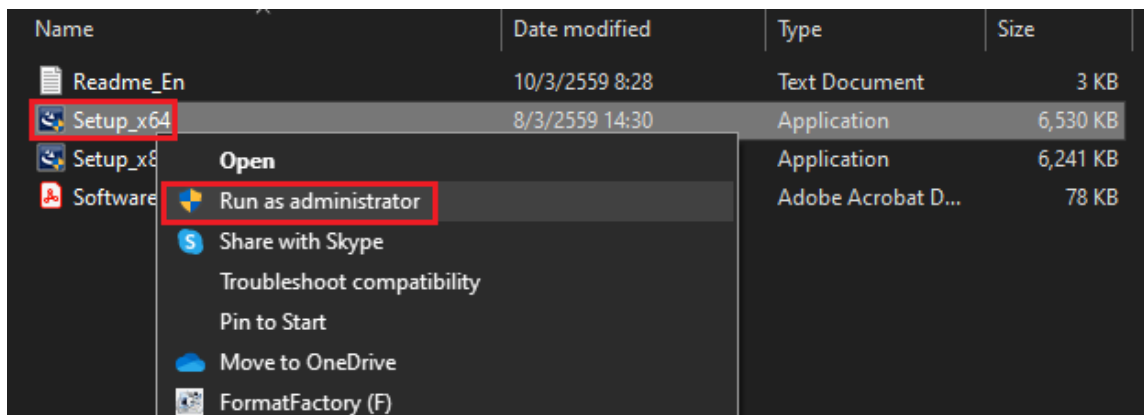 Name Date modified Type Size
Readme_En 10/3/2559 8:28 Text Document 3 KB
Setup_x64 8/3/2559 14:30 Application 6,530 KB
Setup_x8 Application 6,241 KB
Open
Software Adobe Acrobat D... 78 KB
Run as administrator
Share with Skype
Troubleshoot compatibility
Pin to Start
Move to OneDrive
FormatFactory (F)